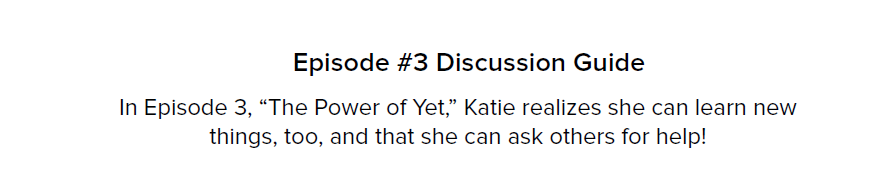 Episode #3 Discussion Guide
In Episode 3, “The Power of Yet,” Katie realizes she can learn new
things, too, and that she can ask others for help!